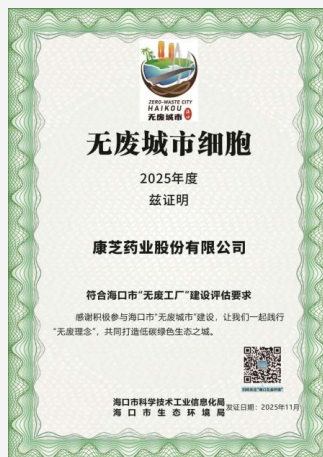 ZERO-WASTE CITY
HAIKOU
无废城市
无废城市细胞
2025年度
兹证明
康芝药业股份有限公司
符合海口市“无废工厂”建设评估要求
感谢积极参与海口市“无废城市”建设，让我们一起践行
“无废理念”，共同打造低碳绿色生态之城。
海口市科学技术工业信息化局
海口市生态环境局
发证日期：2025年11月